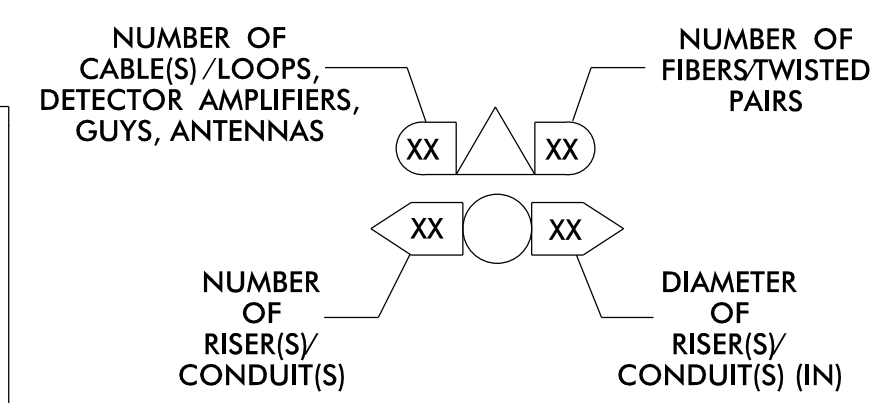 NUMBER OF
CABLE(S)/LOOPS,
DETECTOR AMPLIFIERS,
GUYS, ANTENNAS
NUMBER OF
FIBERS/TWISTED
PAIRS
XX
XX
XX
XX
NUMBER
OF
RISER(S)/
CONDUIT(S)
DIAMETER
OF
RISER(S)/
CONDUIT(S) (IN)